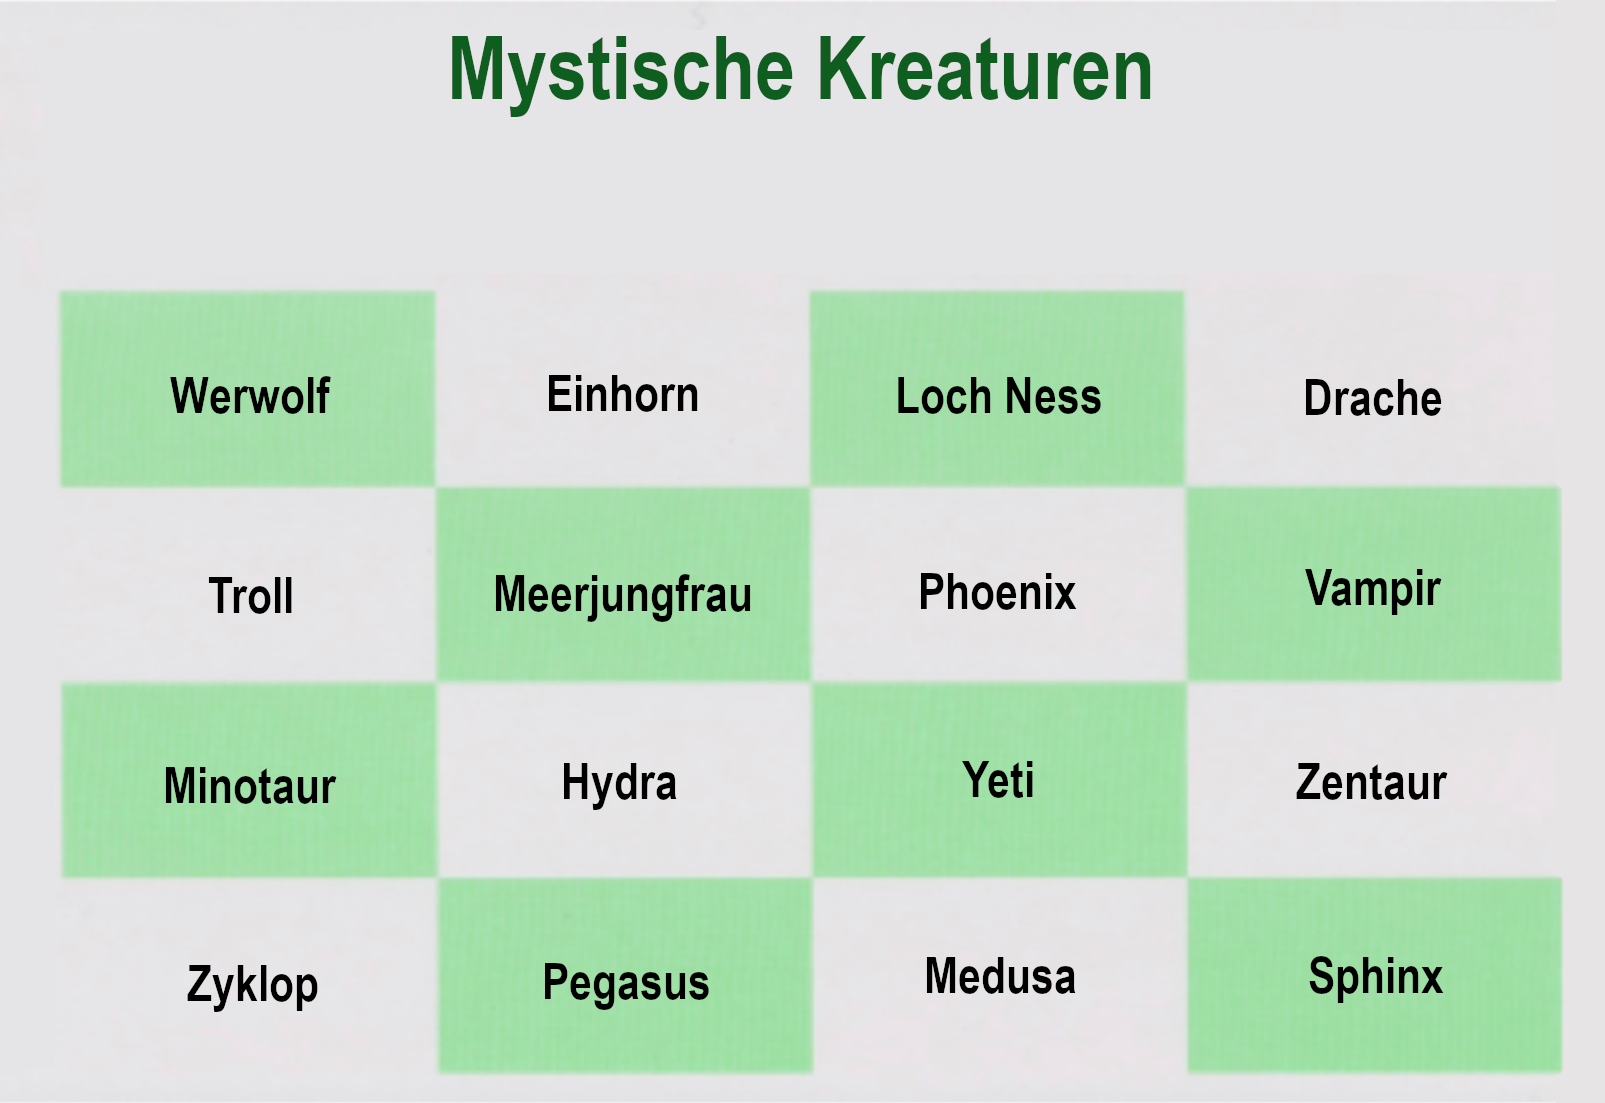 Mystische Kreaturen
Werwolf Einhorn Loch Ness Drache
Troll Meerjungfrau Phoenix Vampir
Minotaur Hydra Yeti Zentaur
Zyklop Pegasus Medusa Sphinx